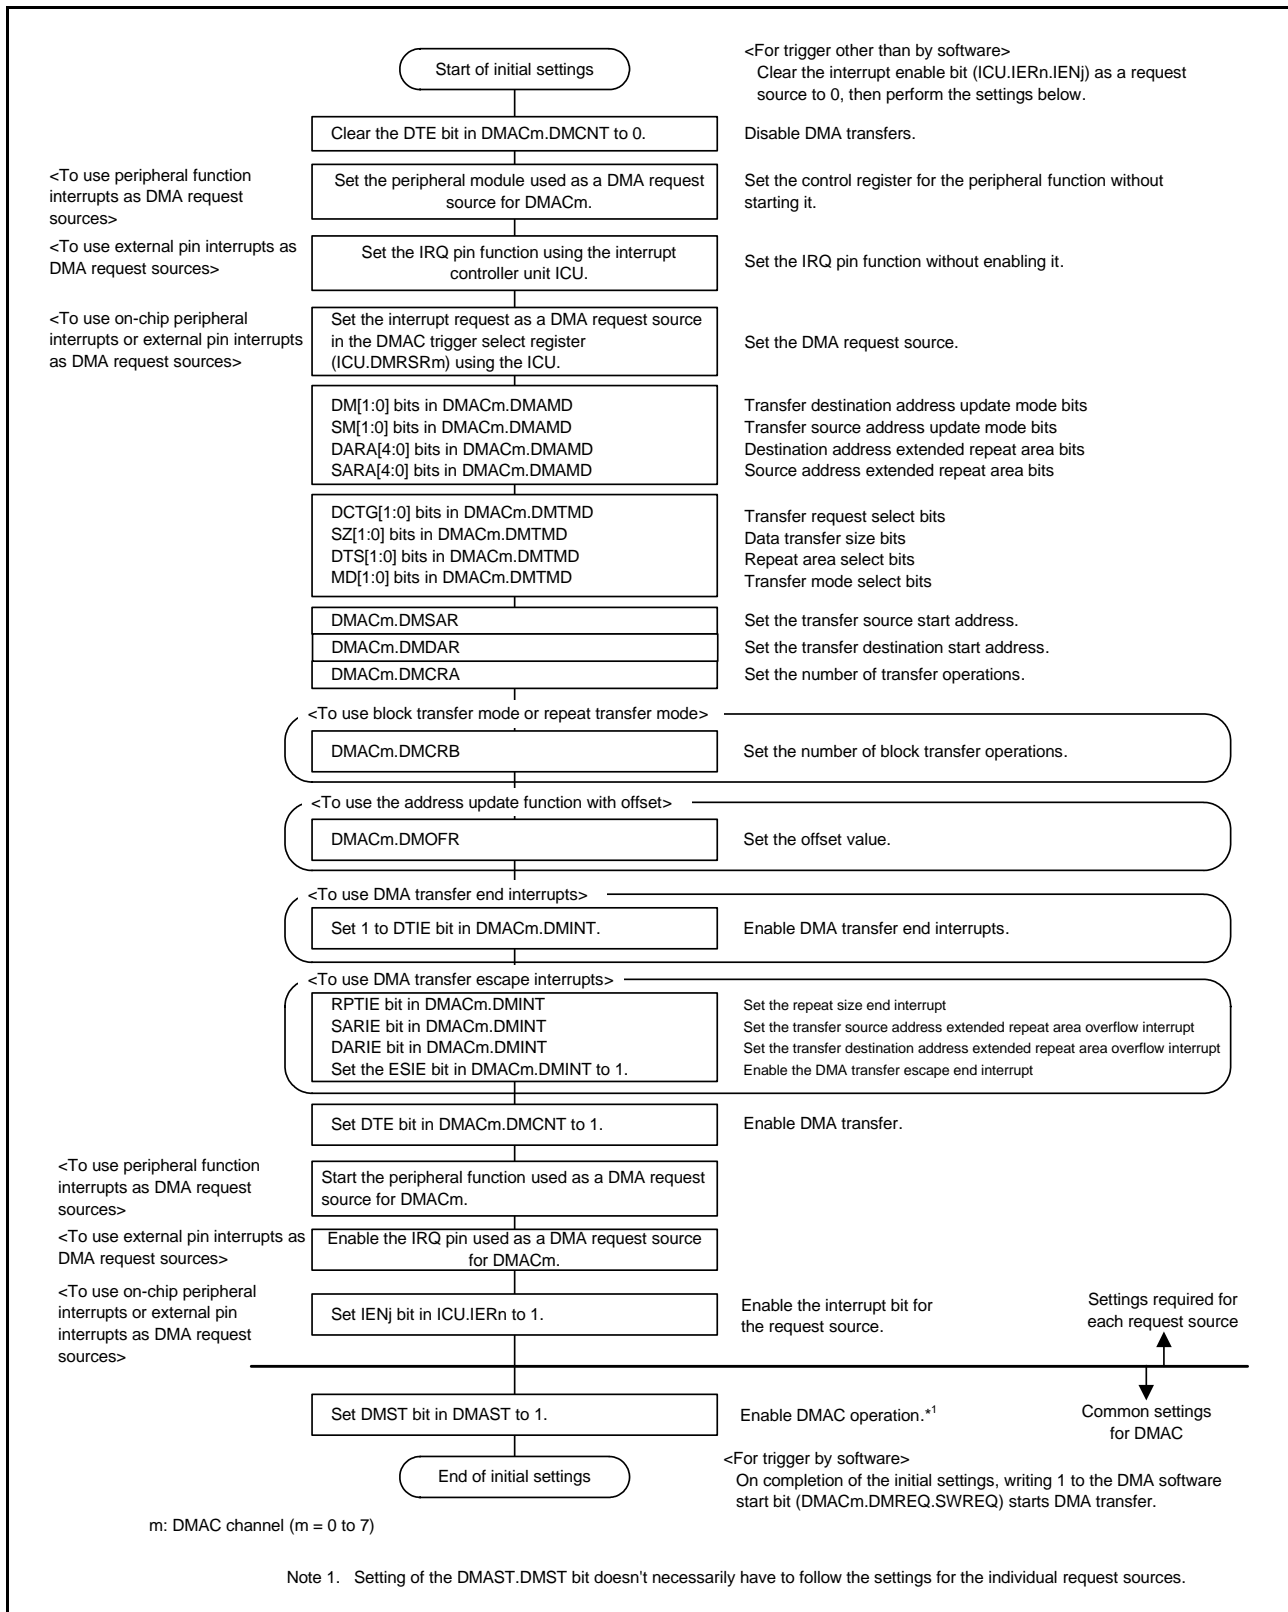 <For trigger other than by software>
Clear the interrupt enable bit (ICU.IERn.IENj) as a request
source to 0, then perform the settings below.
Start of initial settings
Clear the DTE bit in DMACm.DMCNT to 0.
Disable DMA transfers.
<To use peripheral function
interrupts as DMA request
sources>
Set the peripheral module used as a DMA request
source for DMACm.
Set the control register for the peripheral function without
starting it.
<To use external pin interrupts as
DMA request sources>
Set the IRQ pin function using the interrupt
controller unit ICU.
Set the IRQ pin function without enabling it.
<To use on-chip peripheral
interrupts or external pin interrupts
as DMA request sources>
Set the interrupt request as a DMA request source
in the DMAC trigger select register
(ICU.DMRSRm) using the ICU.
Set the DMA request source.
DM[1:0] bits in DMACm.DMAMD
SM[1:0] bits in DMACm.DMAMD
DARA[4:0] bits in DMACm.DMAMD
SARA[4:0] bits in DMACm.DMAMD
Transfer destination address update mode bits
Transfer source address update mode bits
Destination address extended repeat area bits
Source address extended repeat area bits
DCTG[1:0] bits in DMACm.DMTMD
SZ[1:0] bits in DMACm.DMTMD
DTS[1:0] bits in DMACm.DMTMD
MD[1:0] bits in DMACm.DMTMD
Transfer request select bits
Data transfer size bits
Repeat area select bits
Transfer mode select bits
DMACm.DMSAR
Set the transfer source start address.
DMACm.DMDAR
Set the transfer destination start address.
DMACm.DMCRA
Set the number of transfer operations.
<To use block transfer mode or repeat transfer mode>
DMACm.DMCRB
Set the number of block transfer operations.
<To use the address update function with offset>
DMACm.DMOFR
Set the offset value.
<To use DMA transfer end interrupts>
Set 1 to DTIE bit in DMACm.DMINT.
Enable DMA transfer end interrupts.
<To use DMA transfer escape interrupts>
RPTIE bit in DMACm.DMINT
SARIE bit in DMACm.DMINT
DARIE bit in DMACm.DMINT
Set the ESIE bit in DMACm.DMINT to 1.
Set the repeat size end interrupt
Set the transfer source address extended repeat area overflow interrupt
Set the transfer destination address extended repeat area overflow interrupt
Enable the DMA transfer escape end interrupt
Set DTE bit in DMACm.DMCNT to 1.
Enable DMA transfer.
<To use peripheral function
interrupts as DMA request
sources>
Start the peripheral function used as a DMA request
source for DMACm.
<To use external pin interrupts as
DMA request sources>
Enable the IRQ pin used as a DMA request source
for DMACm.
<To use on-chip peripheral
interrupts or external pin
interrupts as DMA request
sources>
Set IENj bit in ICU.IERn to 1.
Enable the interrupt bit for
the request source.
Settings required for
each request source
Set DMST bit in DMAST to 1.
Enable DMAC operation.*1
Common settings
for DMAC
End of initial settings
<For trigger by software>
On completion of the initial settings, writing 1 to the DMA software
start bit (DMACm.DMREQ.SWREQ) starts DMA transfer.
m: DMAC channel (m = 0 to 7)
Note 1. Setting of the DMAST.DMST bit doesn't necessarily have to follow the settings for the individual request sources.